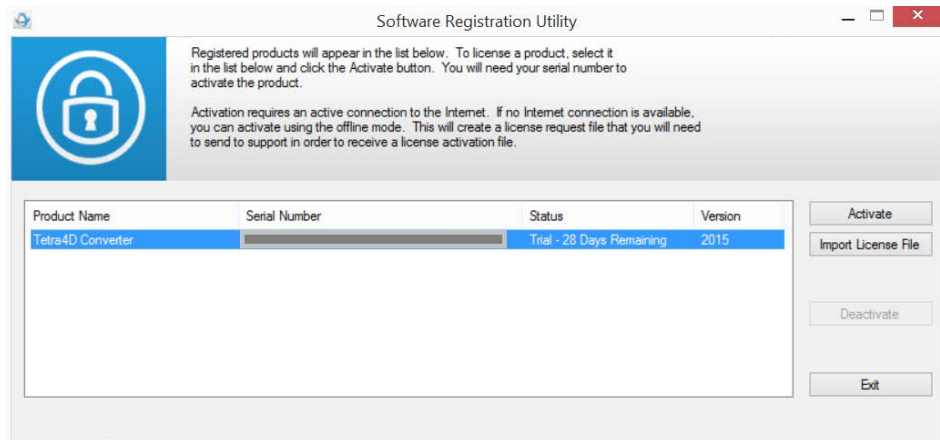 Software Registration Utility
Registered products will appear in the list below. To license a product, select it
in the list below and click the Activate button. You will need your serial number to
activate the product.
Activation requires an active connection to the Internet. If no Internet connection is available,
you can activate using the offline mode. This will create a license request file that you will need
to send to support in order to receive a license activation file.
Product Name Serial Number Status Version
Tetra4D Converter Trial - 28 Days Remaining 2015
Activate
Import License File
Deactivate
Exit